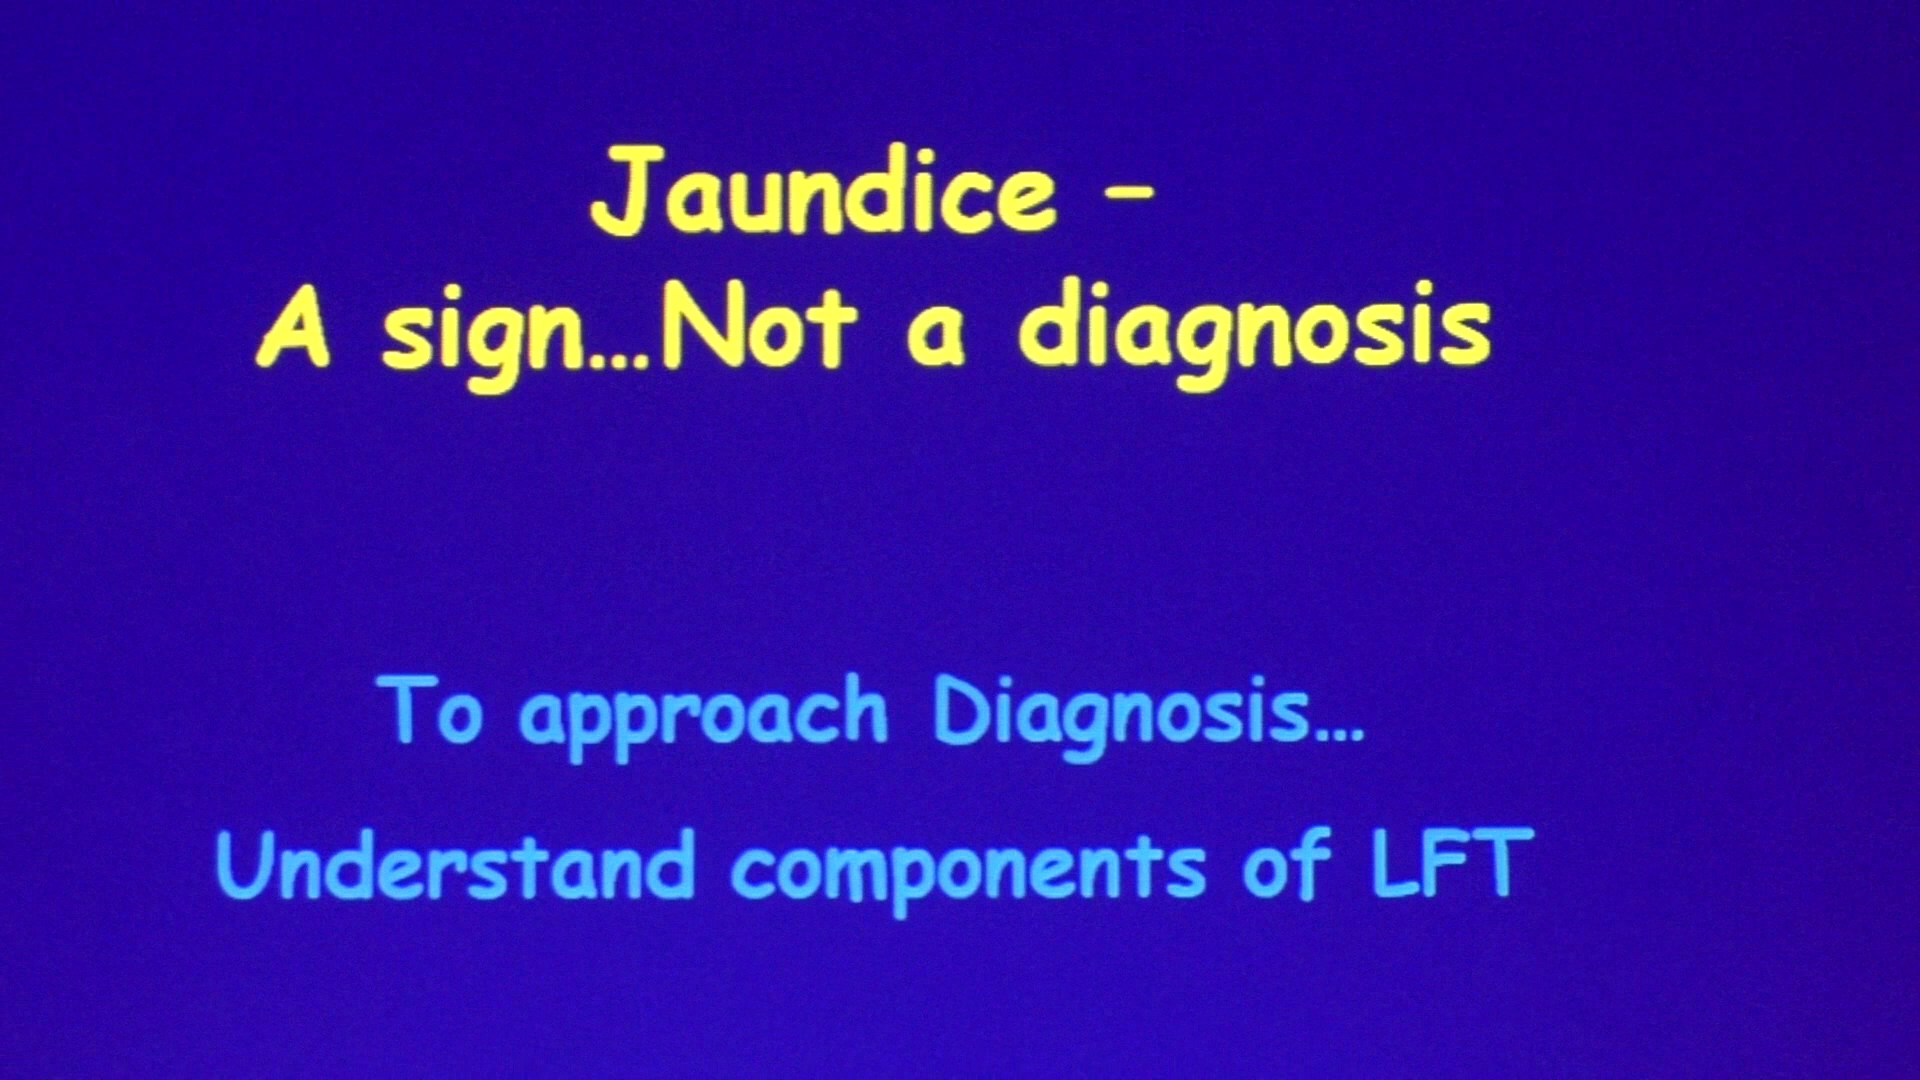 Jaundice –
A sign...Not a diagnosis
To approach Diagnosis...
Understand components of LFT